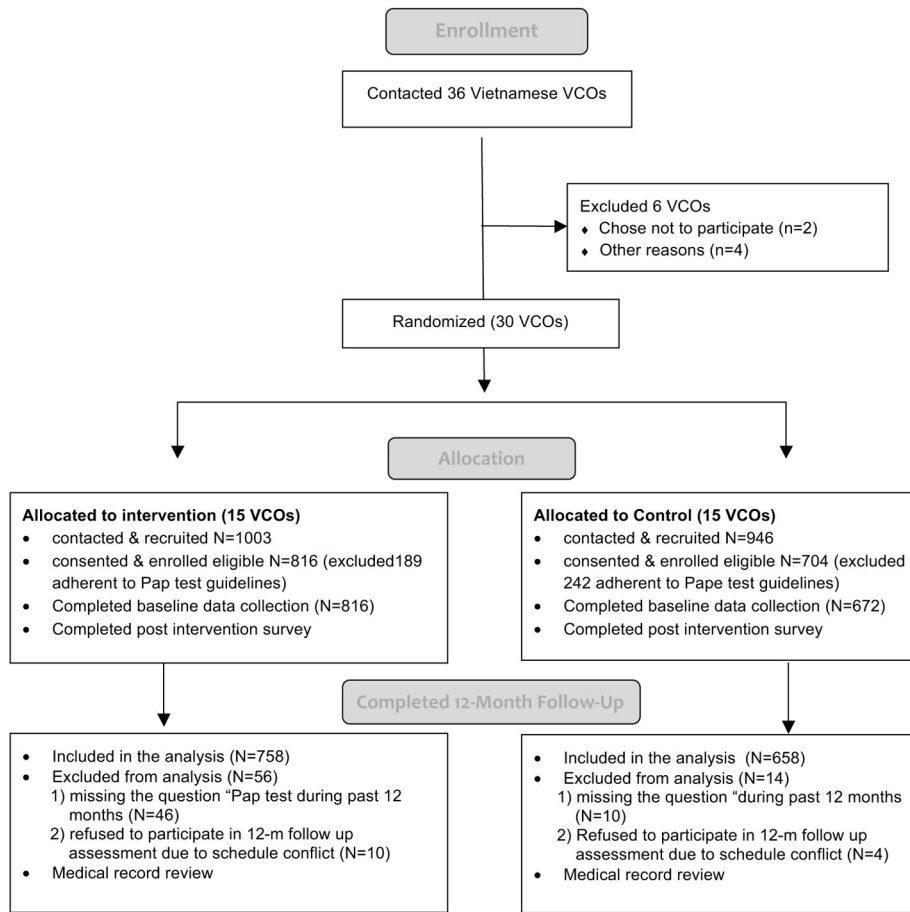 Enrollment
Contacted 36 Vietnamese VCOs
Excluded 6 VCOs
♦ Chose not to participate (n=2)
♦ Other reasons (n=4)
Randomized (30 VCOs)
Allocation
Allocated to intervention (15 VCOs)
• contacted & recruited N=1003
• consented & enrolled eligible N=816 (excluded189
adherent to Pap test guidelines)
• Completed baseline data collection (N=816)
• Completed post intervention survey
Allocated to Control (15 VCOs)
• contacted & recruited N=946
• consented & enrolled eligible N=704 (excluded
242 adherent to Pape test guidelines)
• Completed baseline data collection (N=672)
• Completed post intervention survey
Completed 12-Month Follow-Up
• Included in the analysis (N=758)
• Excluded from analysis (N=56)
1) missing the question “Pap test during past 12
months (N=46)
2) refused to participate in 12-m follow up
assessment due to schedule conflict (N=10)
• Medical record review
• Included in the analysis (N=658)
• Excluded from analysis (N=14)
1) missing the question “during past 12 months
(N=10)
2) Refused to participate in 12-m follow up
assessment due to schedule conflict (N=4)
• Medical record review